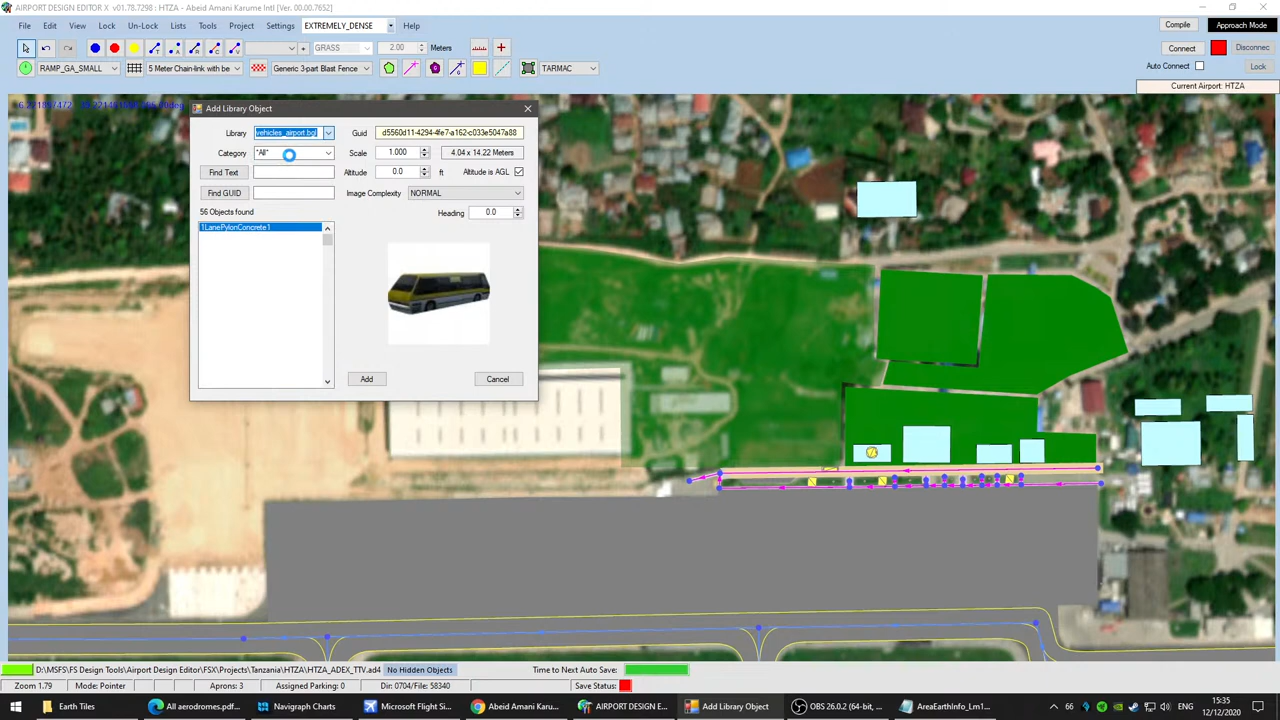 AIRPORT DESIGN EDITOR X v01.78.7298 : HTZA - Abeid Amani Karume Intl [Ver. 00.00.7652]
File Edit View Lock Un-Lock Lists Tools Project Settings EXTREMELY_DENSE Help Compile Approach Mode
GRASS 2.00 Meters Connect Disconnec
RAMP_GA_SMALL 5 Meter Chain-link with be Generic 3-part Blast Fence TARMAC Auto Connect Lock
Current Airport: HTZA
Add Library Object
Library vehicles_airport.bgl Guid d5560d11-4294-4fe7-a162-c033e5047a88
Category *All* Scale 1.000 4.04 x 14.22 Meters
Find Text Altitude 0.0 ft Altitude is AGL
Find GUID Image Complexity NORMAL
56 Objects found Heading 0.0
1LanePylonConcrete1
Add Cancel
D:\MSFS\FS Design Tools\Airport Design Editor\FSX\Projects\Tanzania\HTZA\HTZA_ADEX_TTV.ad4 No Hidden Objects Time to Next Auto Save:
Zoom 1.79 Mode: Pointer Aprons: 3 Assigned Parking: 0 Dir: 0704/File: 58340 Save Status:
Earth Tiles All aerodromes.pdf... Navigraph Charts Microsoft Flight Si... Abeid Amani Karum... AIRPORT DESIGN E... Add Library Object OBS 26.0.2 (64-bit, ... AreaEarthInfo_Lm1... 66 15:35
12/12/2020